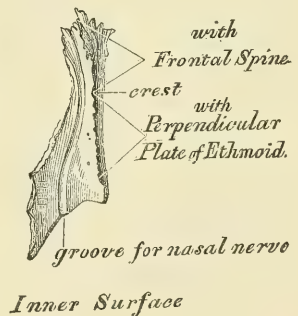 with
Frontal Spine
crest
with
Perpendicular
Plate of Ethmoid.
groove for nasal nerve
Inner Surface